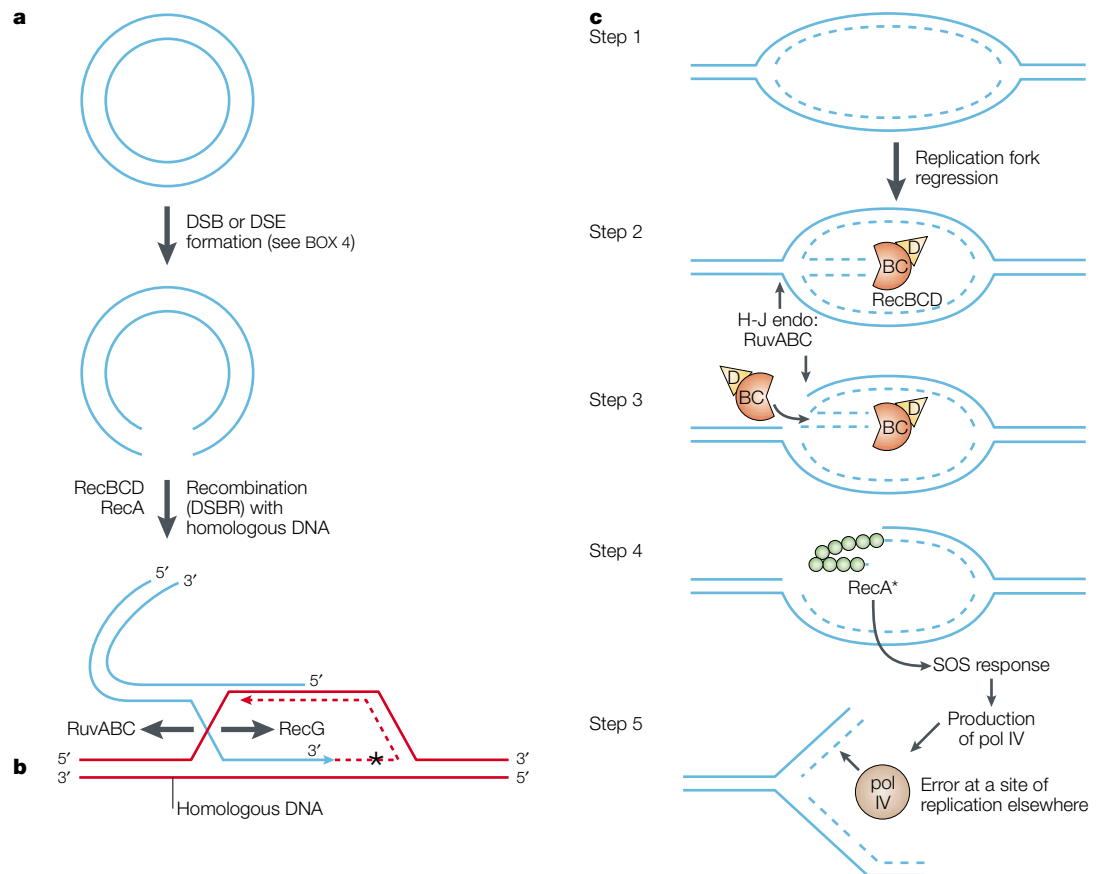 a
DSB or DSE
formation (see BOX 4)
RecBCD
RecA
Recombination
(DSBR) with
homologous DNA
5′
3′
5′
RuvABC
RecG
3′
5′
3′
b
3′
5′
Homologous DNA
c
Step 1
Replication fork
regression
Step 2
D
BC
RecBCD
H-J endo:
RuvABC
Step 3
D
BC
D
BC
Step 4
RecA*
SOS response
Step 5
Production
of pol IV
pol
IV
Error at a site of
replication elsewhere
*